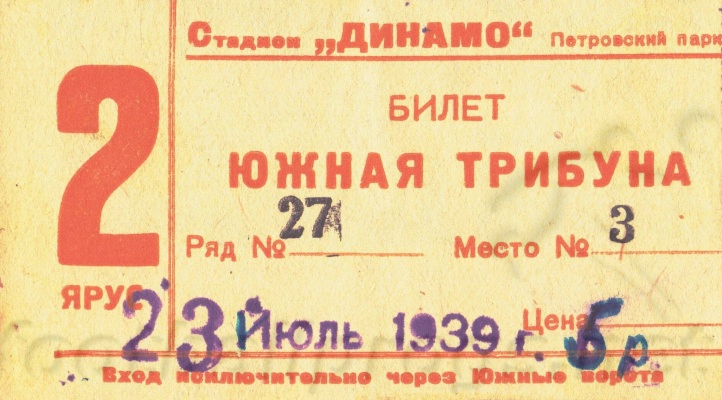 Стадион „ДИНАМО“ Петровский парк
2
БИЛЕТ
ЮЖНАЯ ТРИБУНА
27 3
Ряд № Место №
ЯРУС
23 Июль 1939 г. Цена 5 р.
Вход исключительно через Южные ворота